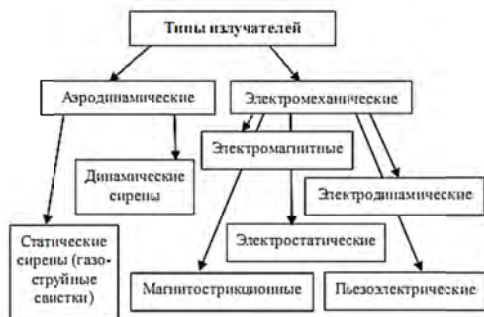 Типы излучателей
Аэродинамические
Электромеханические
Электромагнитные
Динамические
сирены
Электродинамические
Статические
сирены (газо-
струйные
свистки)
Электростатические
Магнитострикционные
Пьезоэлектрические